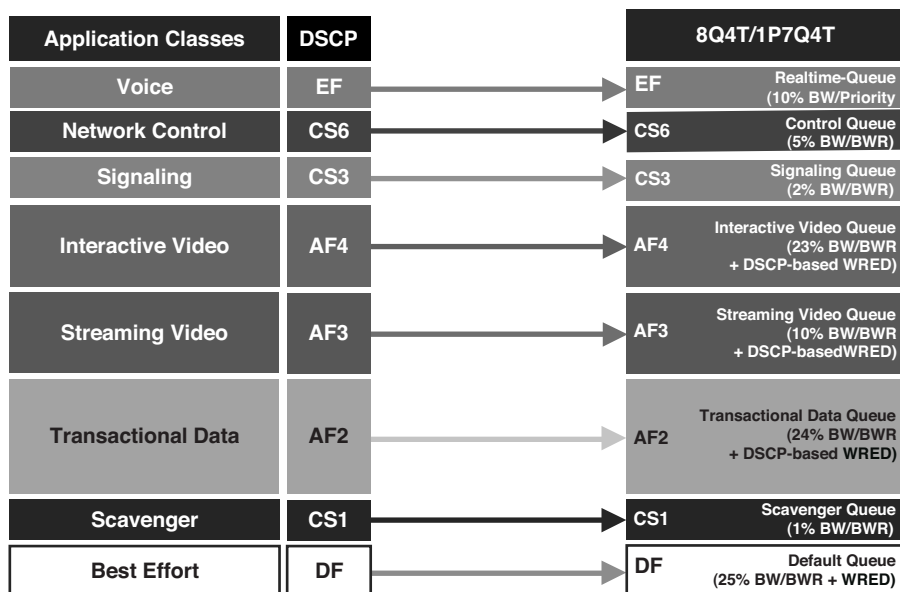 Application Classes DSCP 8Q4T/1P7Q4T
Voice EF EF Realtime-Queue
(10% BW/Priority
Network Control CS6 CS6 Control Queue
(5% BW/BWR)
Signaling CS3 CS3 Signaling Queue
(2% BW/BWR)
Interactive Video AF4 AF4 Interactive Video Queue
(23% BW/BWR
+ DSCP-based WRED)
Streaming Video AF3 AF3 Streaming Video Queue
(10% BW/BWR
+ DSCP-basedWRED)
Transactional Data AF2 AF2 Transactional Data Queue
(24% BW/BWR
+ DSCP-based WRED)
Scavenger CS1 CS1 Scavenger Queue
(1% BW/BWR)
Best Effort DF DF Default Queue
(25% BW/BWR + WRED)